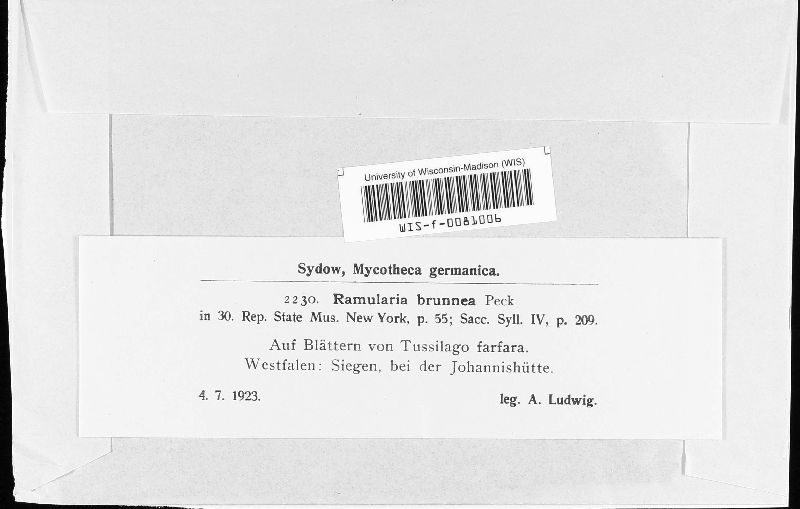 University of Wisconsin-Madison (WIS)
WIS-f-0081006
Sydow, Mycotheca germanica.
2230. Ramularia brunnea Peck
in 30. Rep. State Mus. New York, p. 55; Sacc. Syll. IV, p. 209.
Auf Blättern von Tussilago farfara.
Westfalen: Siegen, bei der Johannishütte.
4. 7. 1923. leg. A. Ludwig.